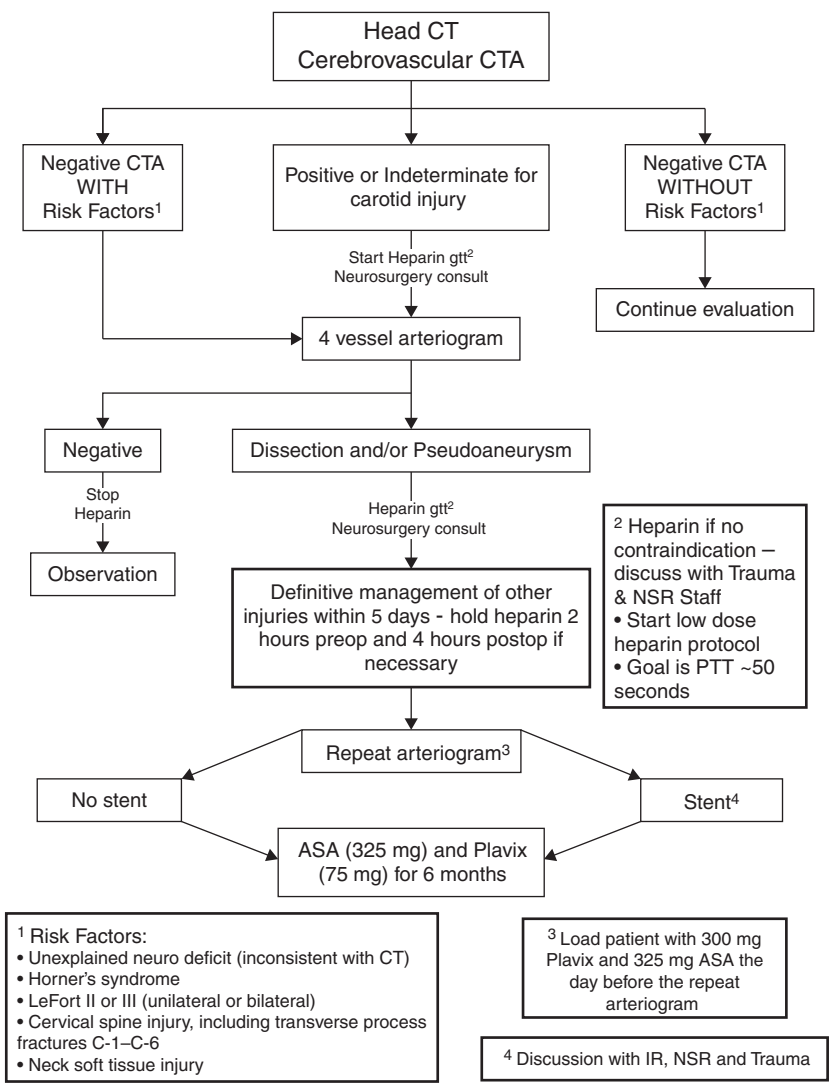 Head CT
Cerebrovascular CTA
Negative CTA
WITH
Risk Factors¹
Positive or Indeterminate for
carotid injury
Negative CTA
WITHOUT
Risk Factors¹
Start Heparin gtt²
Neurosurgery consult
Continue evaluation
4 vessel arteriogram
Negative
Dissection and/or Pseudoaneurysm
Stop
Heparin
Heparin gtt²
Neurosurgery consult
Observation
Definitive management of other
injuries within 5 days - hold heparin 2
hours preop and 4 hours postop if
necessary
² Heparin if no
contraindication –
discuss with Trauma
& NSR Staff
• Start low dose
heparin protocol
• Goal is PTT ~50
seconds
Repeat arteriogram³
No stent
Stent⁴
ASA (325 mg) and Plavix
(75 mg) for 6 months
¹ Risk Factors:
• Unexplained neuro deficit (inconsistent with CT)
• Horner's syndrome
• LeFort II or III (unilateral or bilateral)
• Cervical spine injury, including transverse process
fractures C-1–C-6
• Neck soft tissue injury
³ Load patient with 300 mg
Plavix and 325 mg ASA the
day before the repeat
arteriogram
⁴ Discussion with IR, NSR and Trauma